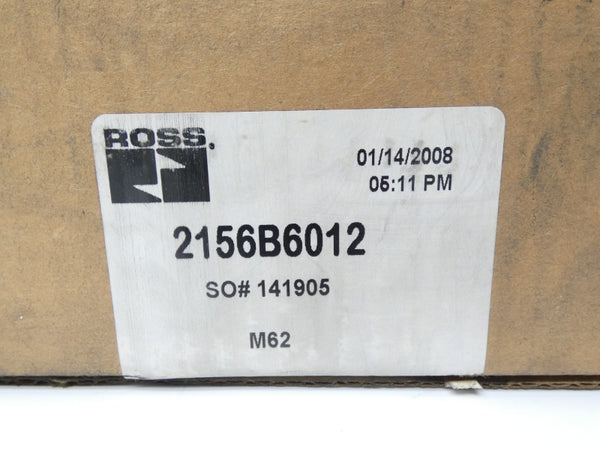 ROSS.
01/14/2008
05:11 PM
2156B6012
SO# 141905
M62